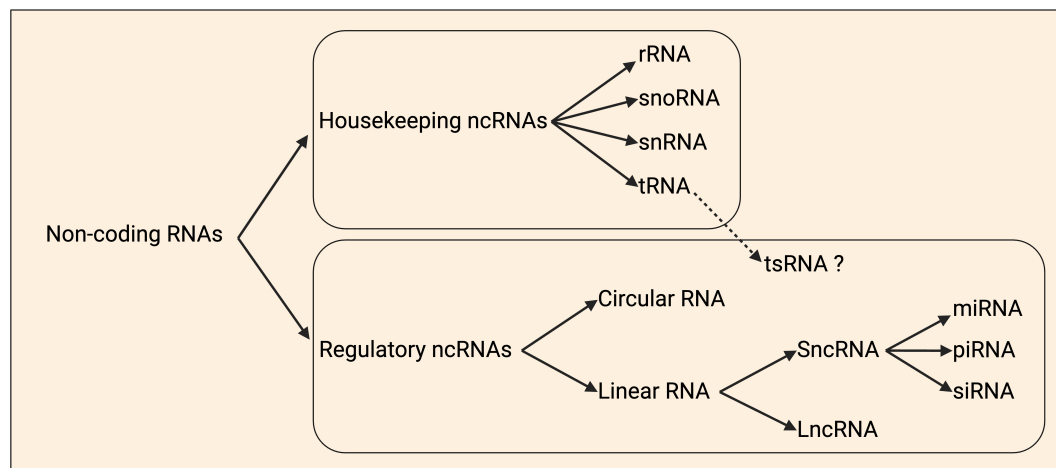 rRNA
snoRNA
Housekeeping ncRNAs
snRNA
tRNA
Non-coding RNAs
tsRNA ?
Circular RNA
miRNA
Regulatory ncRNAs
SncRNA
piRNA
Linear RNA
siRNA
LncRNA